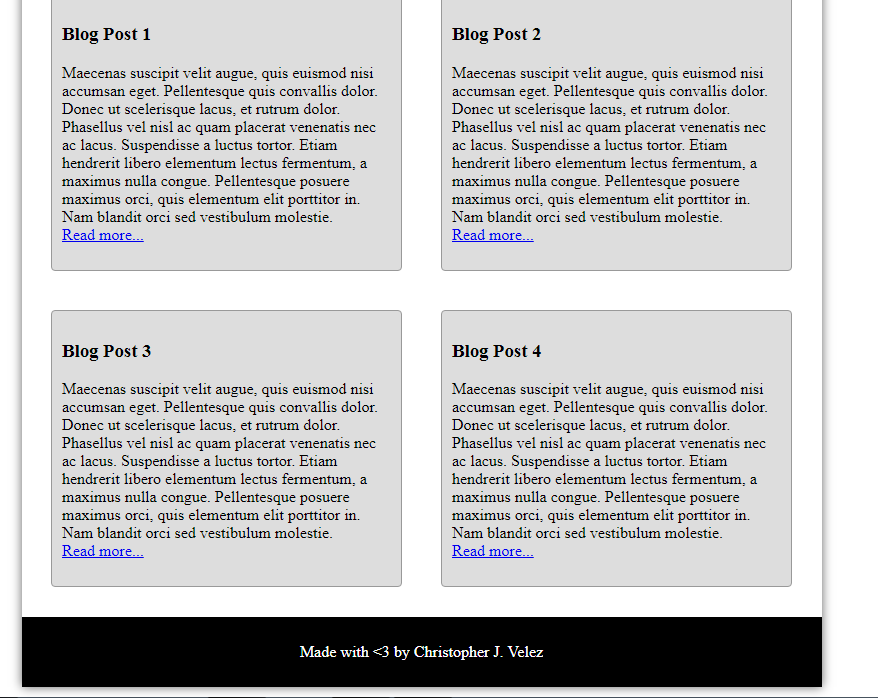 Blog Post 1
Maecenas suscipit velit augue, quis euismod nisi
accumsan eget. Pellentesque quis convallis dolor.
Donec ut scelerisque lacus, et rutrum dolor.
Phasellus vel nisl ac quam placerat venenatis nec
ac lacus. Suspendisse a luctus tortor. Etiam
hendrerit libero elementum lectus fermentum, a
maximus nulla congue. Pellentesque posuere
maximus orci, quis elementum elit porttitor in.
Nam blandit orci sed vestibulum molestie.
Read more...
Blog Post 2
Maecenas suscipit velit augue, quis euismod nisi
accumsan eget. Pellentesque quis convallis dolor.
Donec ut scelerisque lacus, et rutrum dolor.
Phasellus vel nisl ac quam placerat venenatis nec
ac lacus. Suspendisse a luctus tortor. Etiam
hendrerit libero elementum lectus fermentum, a
maximus nulla congue. Pellentesque posuere
maximus orci, quis elementum elit porttitor in.
Nam blandit orci sed vestibulum molestie.
Read more...
Blog Post 3
Maecenas suscipit velit augue, quis euismod nisi
accumsan eget. Pellentesque quis convallis dolor.
Donec ut scelerisque lacus, et rutrum dolor.
Phasellus vel nisl ac quam placerat venenatis nec
ac lacus. Suspendisse a luctus tortor. Etiam
hendrerit libero elementum lectus fermentum, a
maximus nulla congue. Pellentesque posuere
maximus orci, quis elementum elit porttitor in.
Nam blandit orci sed vestibulum molestie.
Read more...
Blog Post 4
Maecenas suscipit velit augue, quis euismod nisi
accumsan eget. Pellentesque quis convallis dolor.
Donec ut scelerisque lacus, et rutrum dolor.
Phasellus vel nisl ac quam placerat venenatis nec
ac lacus. Suspendisse a luctus tortor. Etiam
hendrerit libero elementum lectus fermentum, a
maximus nulla congue. Pellentesque posuere
maximus orci, quis elementum elit porttitor in.
Nam blandit orci sed vestibulum molestie.
Read more...
Made with <3 by Christopher J. Velez